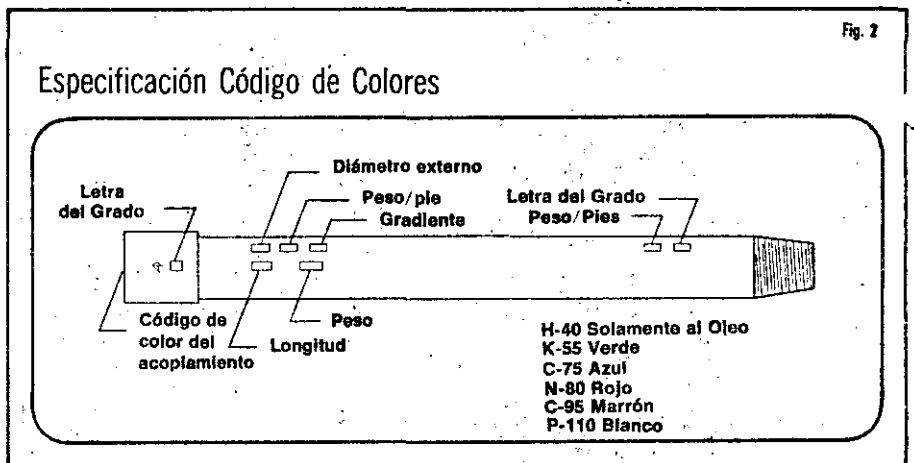 Fig. 2
Especificación Código de Colores
Diámetro externo
Letra
del Grado
Peso/pie
Gradiente
Letra del Grado
Peso/Pies
Código de
color del
acoplamiento
Longitud
Peso
H-40 Solamente al Oleo
K-55 Verde
C-75 Azul
N-80 Rojo
C-95 Marrón
P-110 Blanco